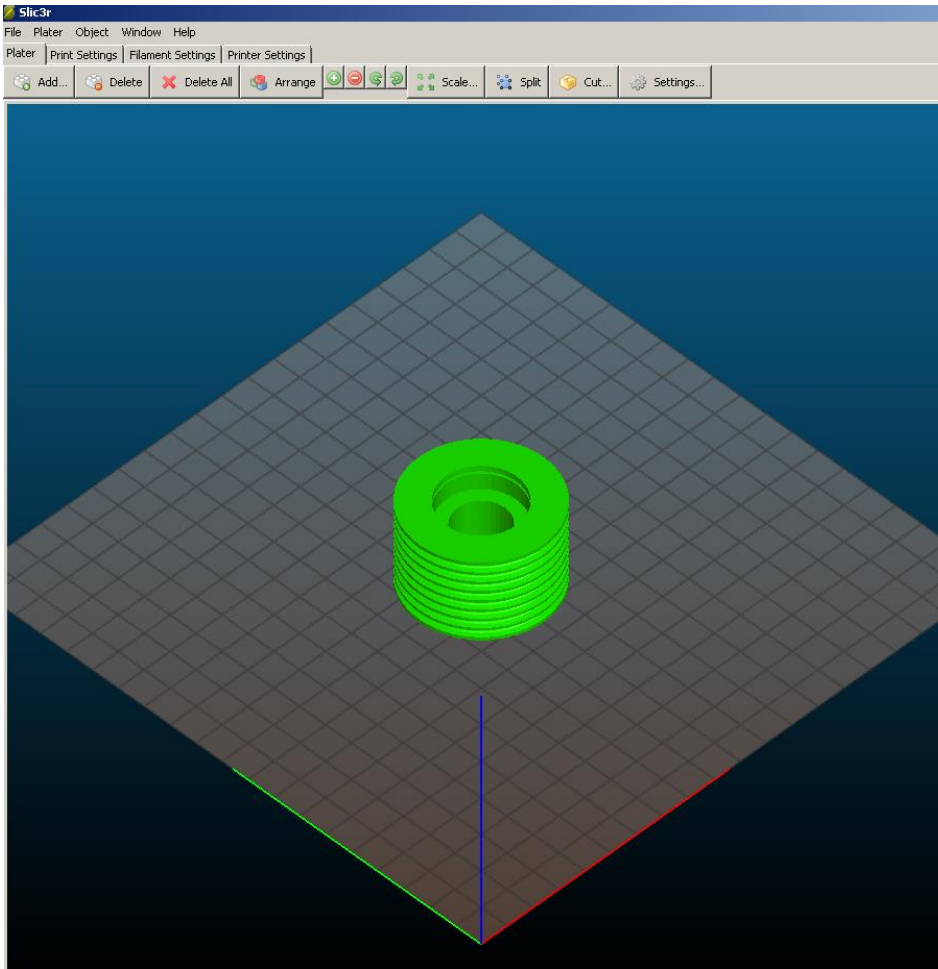 Slic3r
File Plater Object Window Help
Plater Print Settings Filament Settings Printer Settings
Add... Delete Delete All Arrange Scale... Split Cut... Settings...